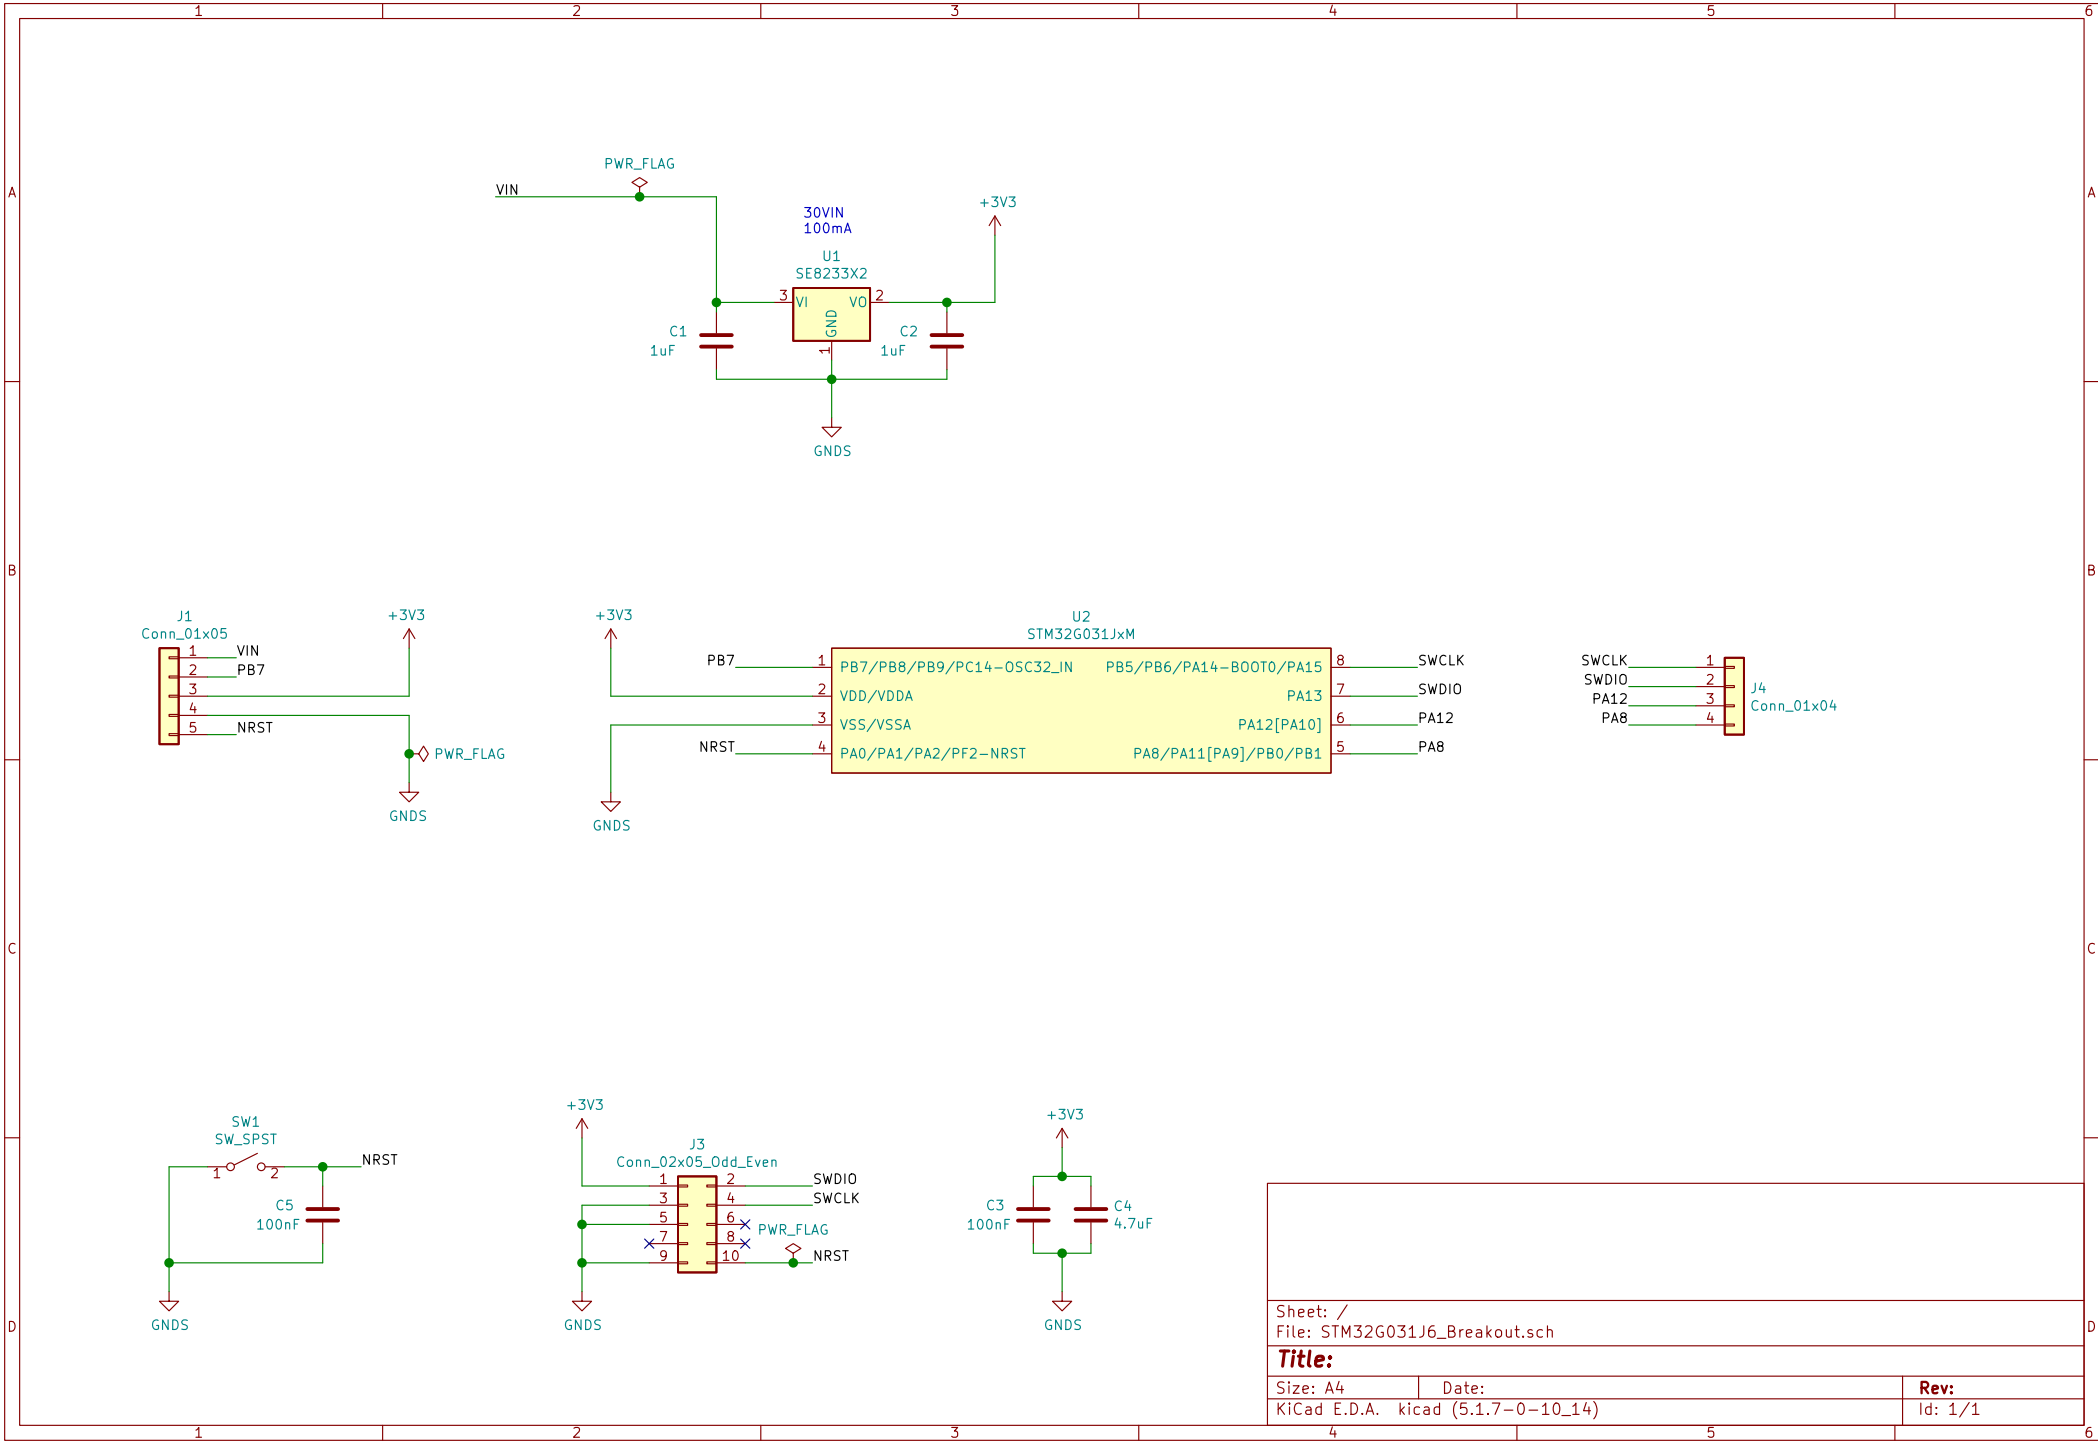 1 2 3 4 5 6
A A
PWR_FLAG
VIN
+3V3
30VIN
100mA
U1
SE8233X2
3 VI VO 2
GND
1
C1
1uF
C2
1uF
GNDS
B B
J1
Conn_01x05
1 VIN
2 PB7
3
4
5 NRST
+3V3
PWR_FLAG
GNDS
+3V3
GNDS
U2
STM32G031JxM
PB7 1 PB7/PB8/PB9/PC14-OSC32_IN PB5/PB6/PA14-BOOT0/PA15 8 SWCLK
2 VDD/VDDA PA13 7 SWDIO
3 VSS/VSSA PA12[PA10] 6 PA12
NRST 4 PA0/PA1/PA2/PF2-NRST PA8/PA11[PA9]/PB0/PB1 5 PA8
SWCLK 1
SWDIO 2
PA12 3
PA8 4
J4
Conn_01x04
C C
SW1
SW_SPST
1 2
NRST
C5
100nF
GNDS
+3V3
J3
Conn_02x05_Odd_Even
1 2 SWDIO
3 4 SWCLK
5 6
7 8
9 10 NRST
PWR_FLAG
GNDS
+3V3
C3
100nF
C4
4.7uF
GNDS
D D
Sheet: /
File: STM32G031J6_Breakout.sch
Title:
Size: A4 Date: Rev:
KiCad E.D.A. kicad (5.1.7-0-10_14) Id: 1/1
1 2 3 4 5 6